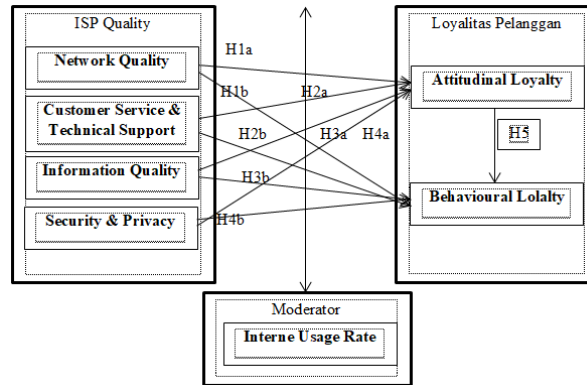 ISP Quality
Network Quality
Customer Service &
Technical Support
Information Quality
Security & Privacy
H1a
H1b
H2a
H2b
H3a
H4a
H3b
H4b
Loyalitas Pelanggan
Attitudinal Loyalty
H5
Behavioural Lolalty
Moderator
Interne Usage Rate